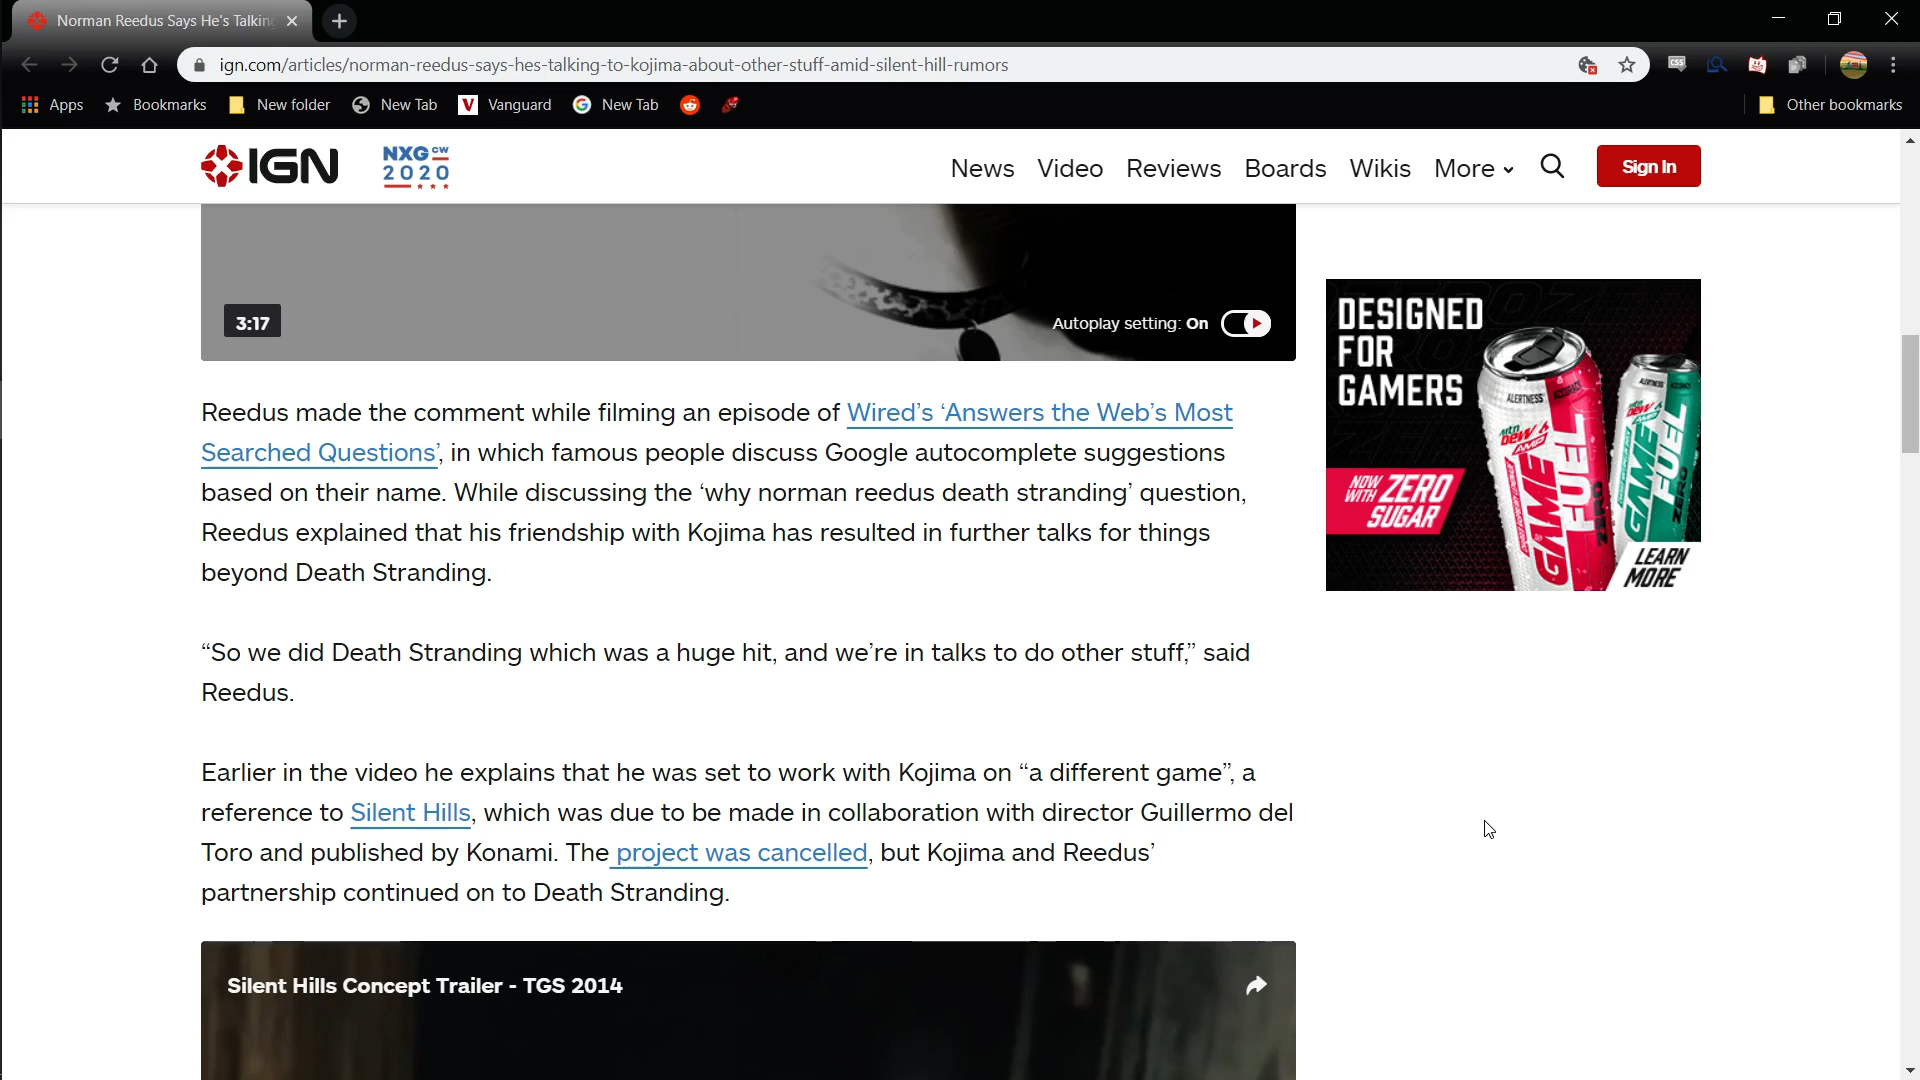 Norman Reedus Says He's Talkin
ign.com/articles/norman-reedus-says-hes-talking-to-kojima-about-other-stuff-amid-silent-hill-rumors
CSS
Apps Bookmarks New folder New Tab Vanguard New Tab Other bookmarks
IGN
NXG CW
2020
News Video Reviews Boards Wikis More Sign In
3:17
Autoplay setting: On
Reedus made the comment while filming an episode of Wired’s ‘Answers the Web’s Most
Searched Questions’, in which famous people discuss Google autocomplete suggestions
based on their name. While discussing the ‘why norman reedus death stranding’ question,
Reedus explained that his friendship with Kojima has resulted in further talks for things
beyond Death Stranding.
“So we did Death Stranding which was a huge hit, and we’re in talks to do other stuff,” said
Reedus.
Earlier in the video he explains that he was set to work with Kojima on “a different game”, a
reference to Silent Hills, which was due to be made in collaboration with director Guillermo del
Toro and published by Konami. The project was cancelled, but Kojima and Reedus’
partnership continued on to Death Stranding.
Silent Hills Concept Trailer - TGS 2014
DESIGNED
FOR
GAMERS
NOW
WITH ZERO
SUGAR
ALERTNESS ACCURACY
mtn
DEW
AMP
GAME
FUEL
ZERO
ALERTNESS
mtn
DEW
AMP
GAME
FUEL
ZERO
LEARN
MORE